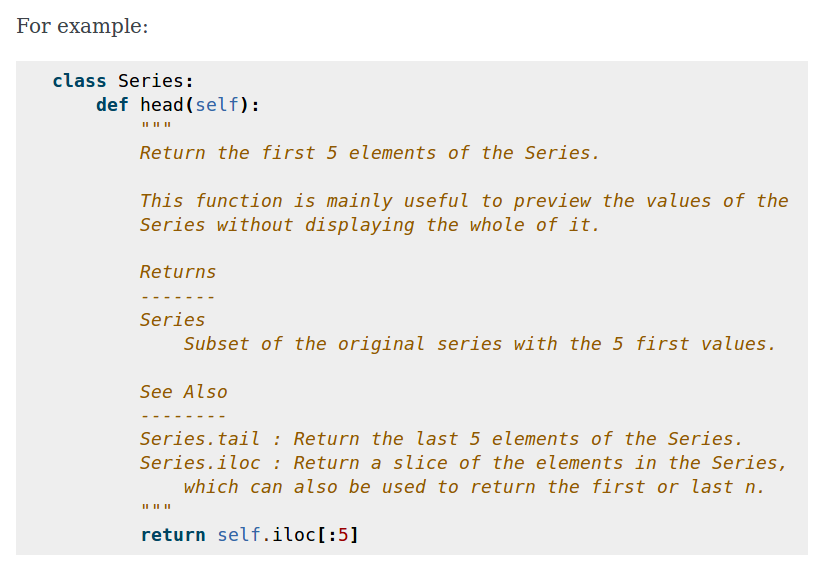 For example:
class Series:
    def head(self):
        """
        Return the first 5 elements of the Series.

        This function is mainly useful to preview the values of the
        Series without displaying the whole of it.

        Returns
        -------
        Series
            Subset of the original series with the 5 first values.

        See Also
        --------
        Series.tail : Return the last 5 elements of the Series.
        Series.iloc : Return a slice of the elements in the Series,
            which can also be used to return the first or last n.
        """
        return self.iloc[:5]